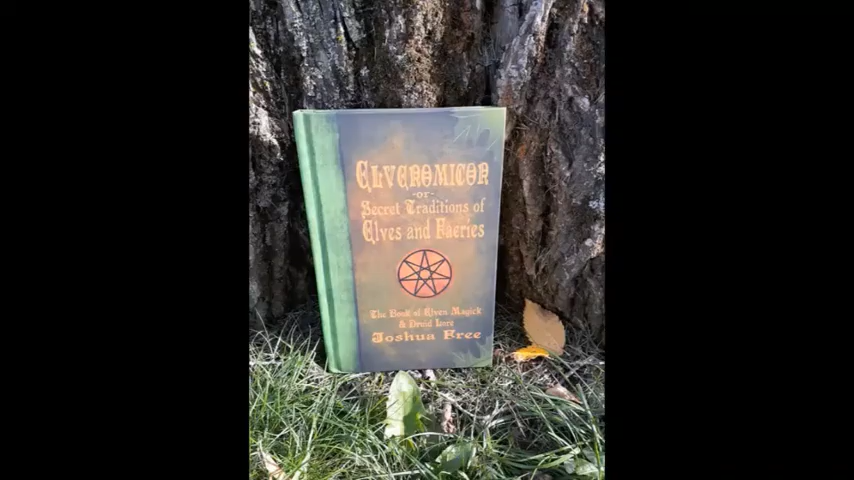 Elvenomicon
-or-
Secret Traditions of
Elves and Faeries
The Book of Elven Magick
& Druid Lore
Joshua Free